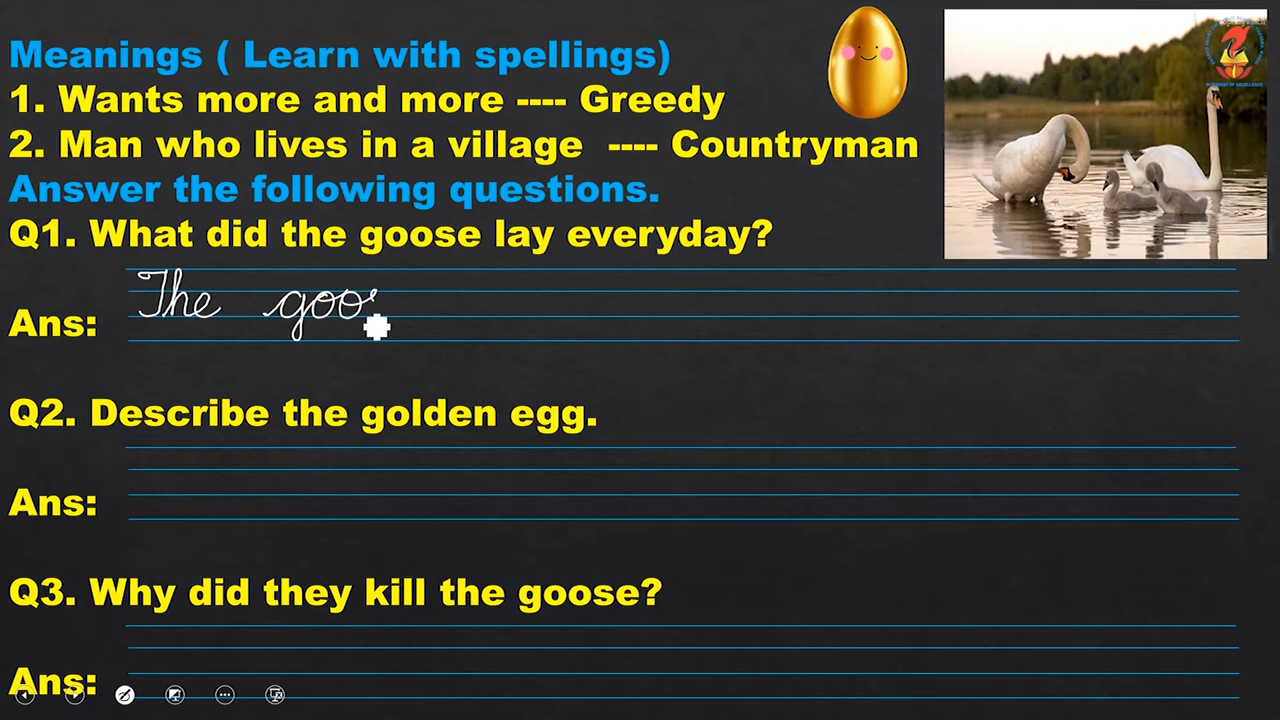 Meanings ( Learn with spellings)
1. Wants more and more ---- Greedy
2. Man who lives in a village ---- Countryman
Answer the following questions.
Q1. What did the goose lay everyday?
Ans: The goo
Q2. Describe the golden egg.
Ans:
Q3. Why did they kill the goose?
Ans: